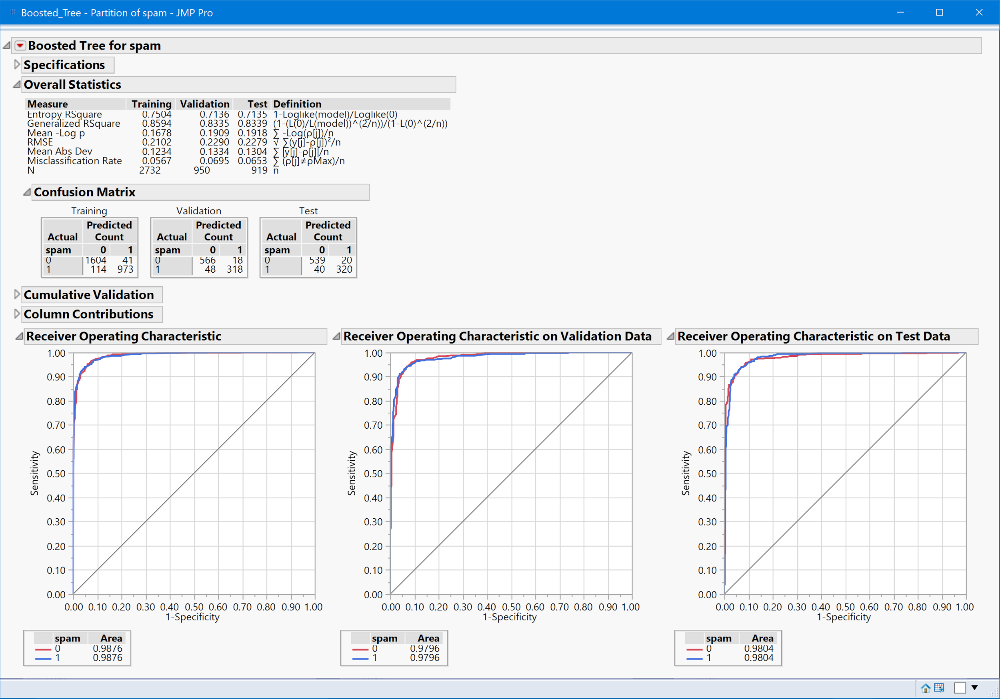 Boosted_Tree - Partition of spam - JMP Pro
Boosted Tree for spam
Specifications
Overall Statistics
Measure Training Validation Test Definition
Entropy RSquare 0.7504 0.7136 0.7135 1-Loglike(model)/Loglike(0)
Generalized RSquare 0.8594 0.8335 0.8339 (1-(L(0)/L(model))^(2/n))/(1-L(0)^(2/n))
Mean -Log p 0.1678 0.1909 0.1918 ∑ -Log(ρ[j])/n
RMSE 0.2102 0.2290 0.2279 √ ∑(y[j]-ρ[j])²/n
Mean Abs Dev 0.1234 0.1334 0.1304 ∑ |y[j]-ρ[j]|/n
Misclassification Rate 0.0567 0.0695 0.0653 ∑ (ρ[j]≠ρMax)/n
N 2732 950 919 n
Confusion Matrix
Training Validation Test
Predicted Predicted Predicted
Actual Count Actual Count Actual Count
spam 0 1 spam 0 1 spam 0 1
0 1604 41 0 566 18 0 539 20
1 114 973 1 48 318 1 40 320
Cumulative Validation
Column Contributions
Receiver Operating Characteristic
1.00
0.90
0.80
0.70
0.60
0.50
0.40
0.30
0.20
0.10
0.00
Sensitivity
0.00 0.10 0.20 0.30 0.40 0.50 0.60 0.70 0.80 0.90 1.00
1-Specificity
spam Area
0 0.9876
1 0.9876
Receiver Operating Characteristic on Validation Data
1.00
0.90
0.80
0.70
0.60
0.50
0.40
0.30
0.20
0.10
0.00
Sensitivity
0.00 0.10 0.20 0.30 0.40 0.50 0.60 0.70 0.80 0.90 1.00
1-Specificity
spam Area
0 0.9796
1 0.9796
Receiver Operating Characteristic on Test Data
1.00
0.90
0.80
0.70
0.60
0.50
0.40
0.30
0.20
0.10
0.00
Sensitivity
0.00 0.10 0.20 0.30 0.40 0.50 0.60 0.70 0.80 0.90 1.00
1-Specificity
spam Area
0 0.9804
1 0.9804